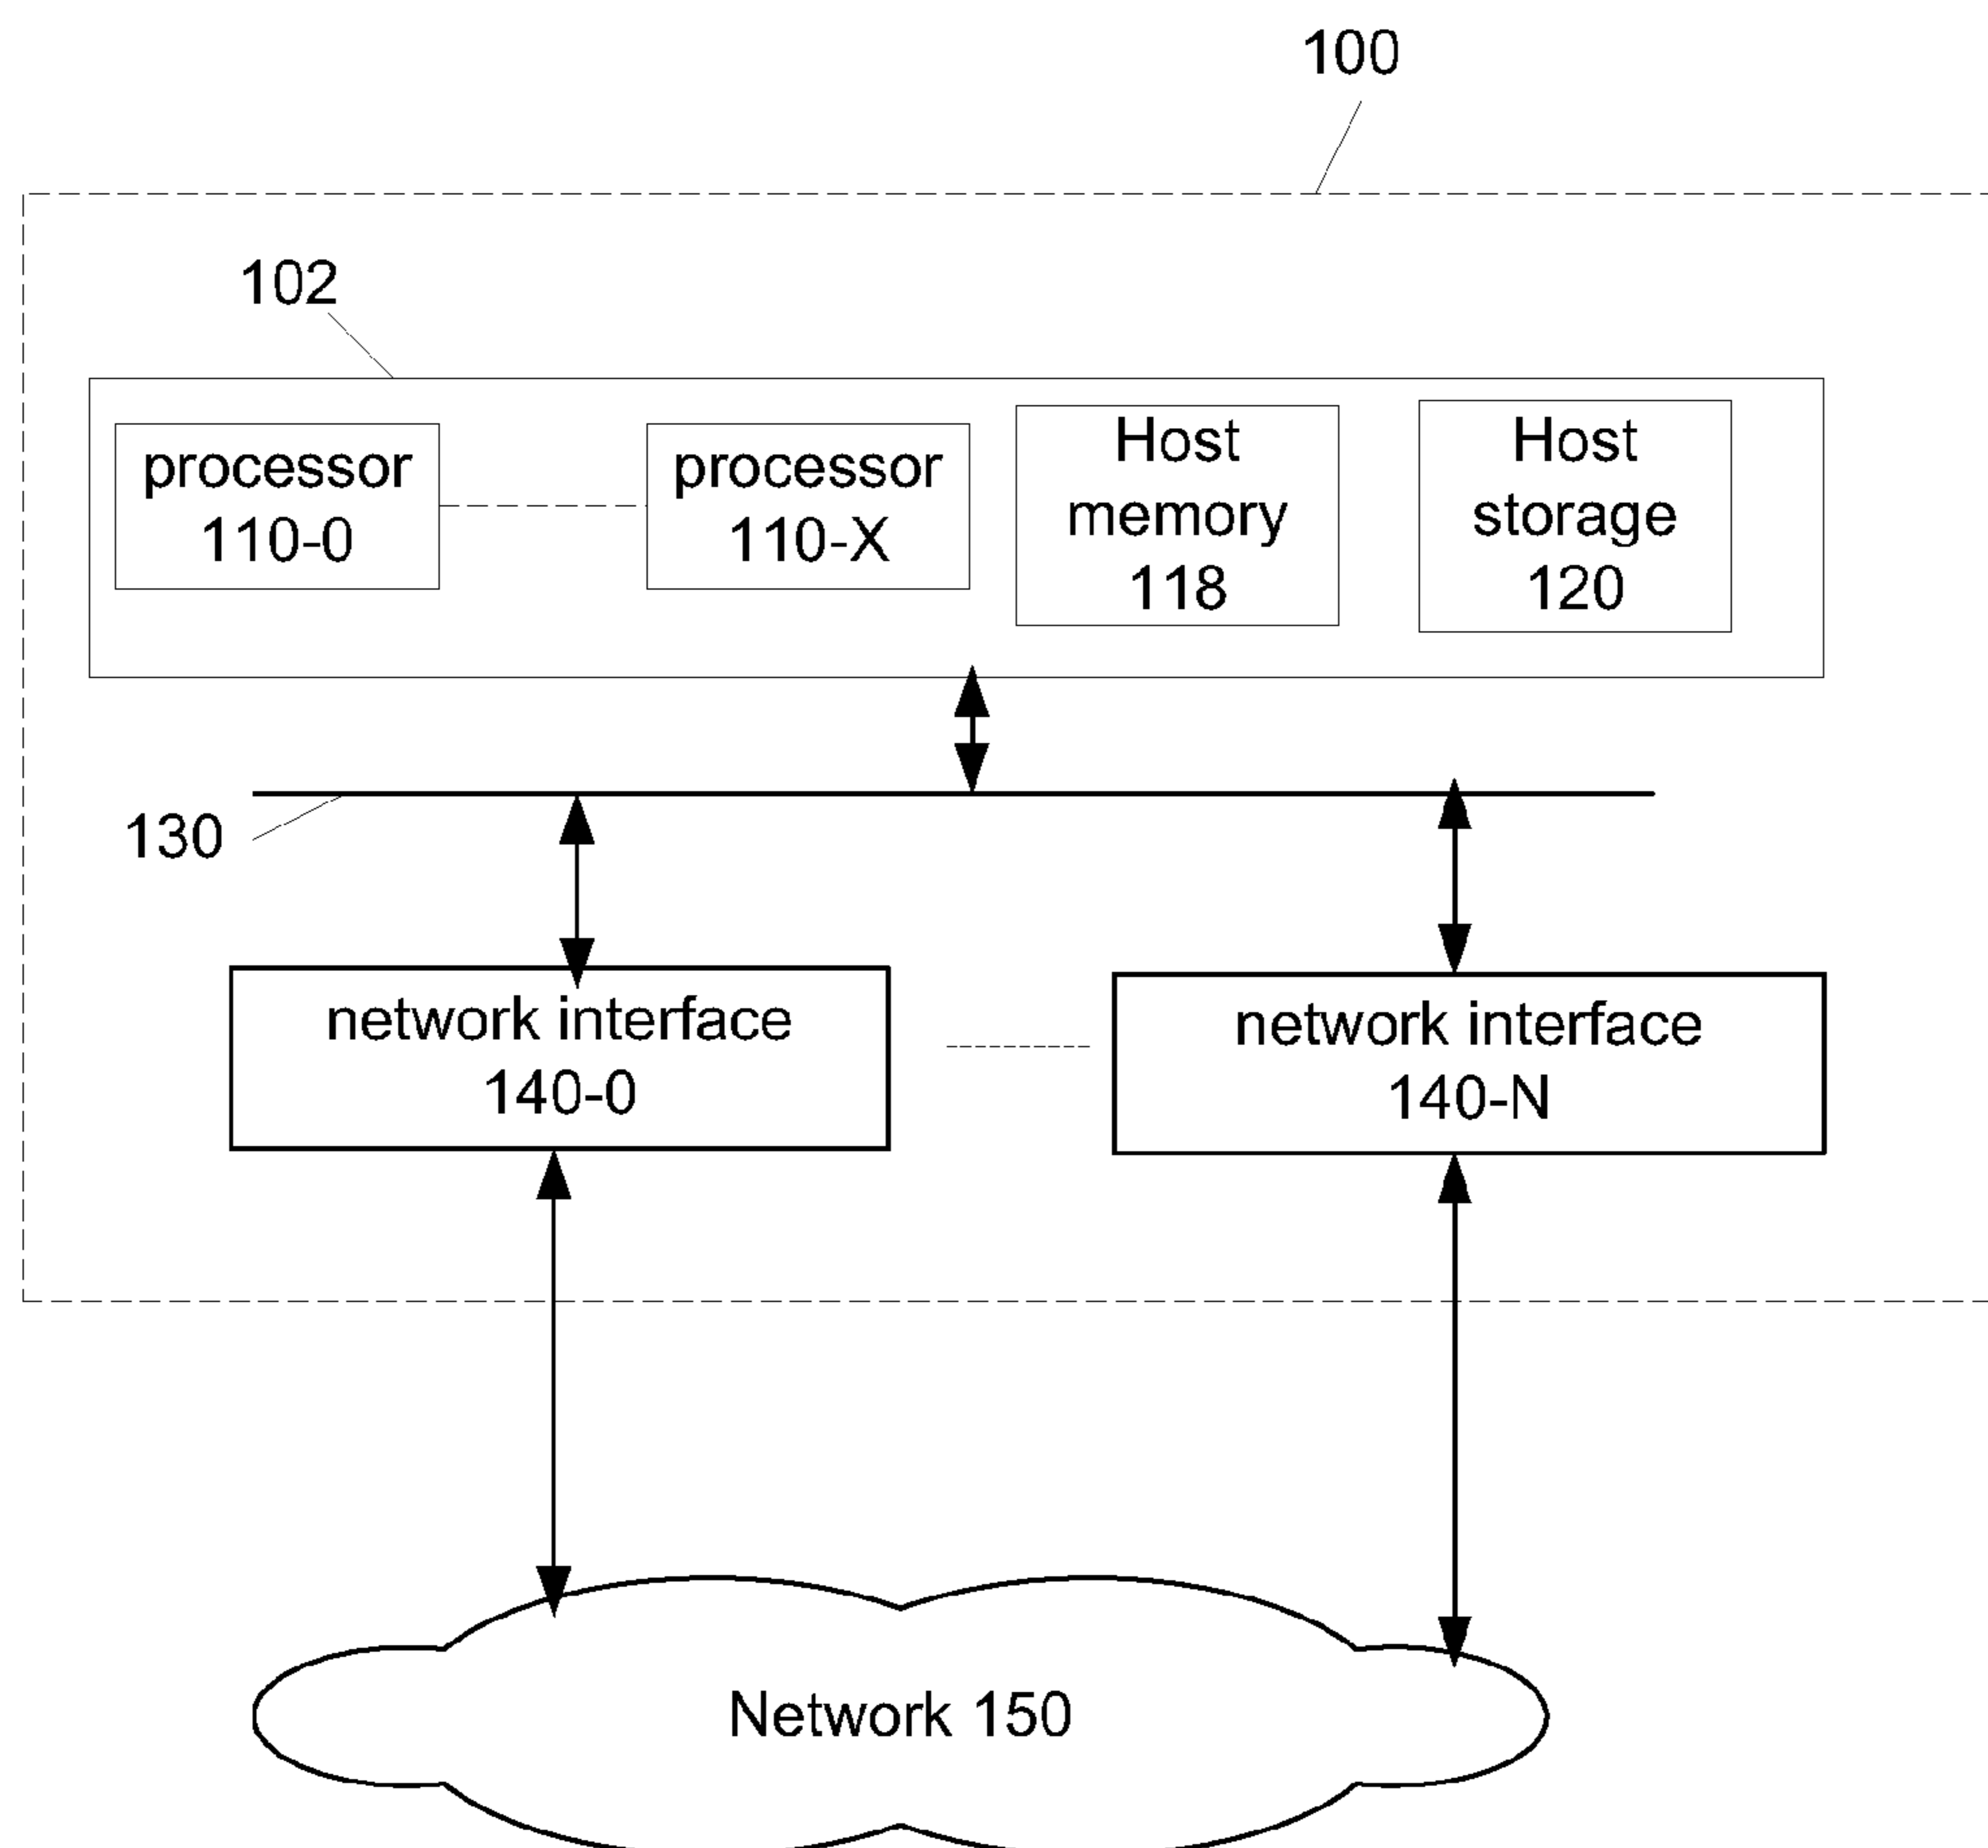 100
102
processor
110-0
processor
110-X
Host
memory
118
Host
storage
120
130
network interface
140-0
network interface
140-N
Network 150